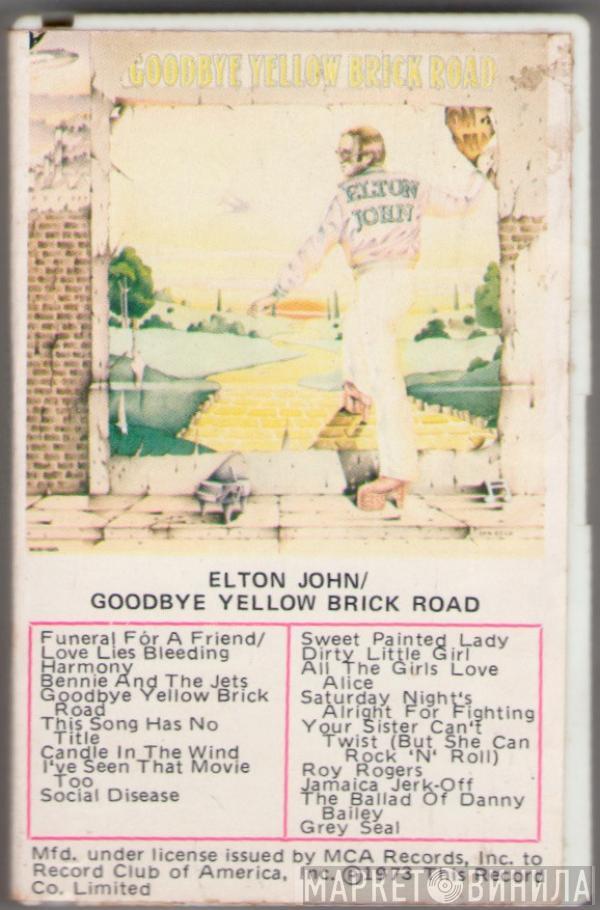 GOODBYE YELLOW BRICK ROAD
ELTON
JOHN
ELTON JOHN/
GOODBYE YELLOW BRICK ROAD
Funeral Fór A Friend/
Love Lies Bleeding
Harmony
Bennie And The Jets
Goodbye Yellow Brick
Road
This Song Has No
Title
Candle In The Wind
I've Seen That Movie
Too
Social Disease
Sweet Painted Lady
Dirty Little Girl
All The Girls Love
Alice
Saturday Night's
Alright For Fighting
Your Sister Can't
Twist (But She Can
Rock 'N' Roll)
Roy Rogers
Jamaica Jerk-Off
The Ballad Of Danny
Bailey
Grey Seal
Mfd. under license issued by MCA Records, Inc. to
Record Club of America, Inc. ℗1973 This Record
Co. Limited
МАРКЕТ ВИНИЛА